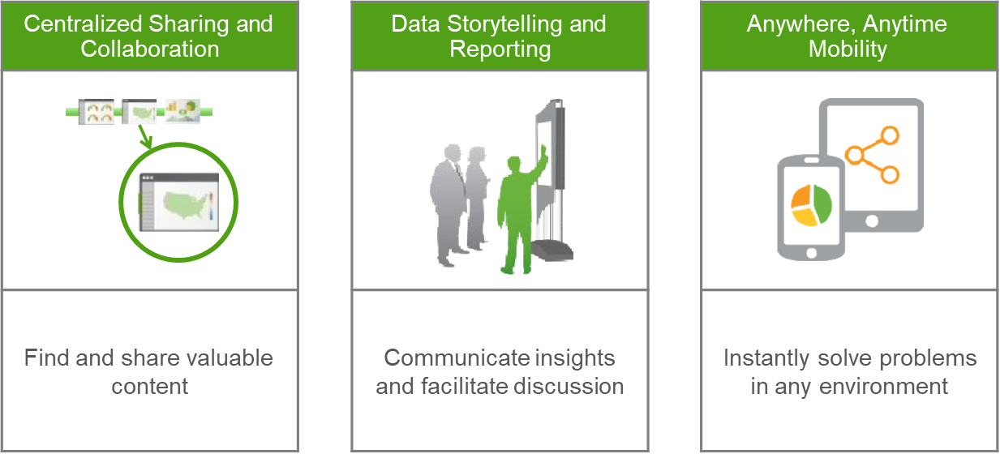 Centralized Sharing and
Collaboration
Find and share valuable
content
Data Storytelling and
Reporting
Communicate insights
and facilitate discussion
Anywhere, Anytime
Mobility
Instantly solve problems
in any environment